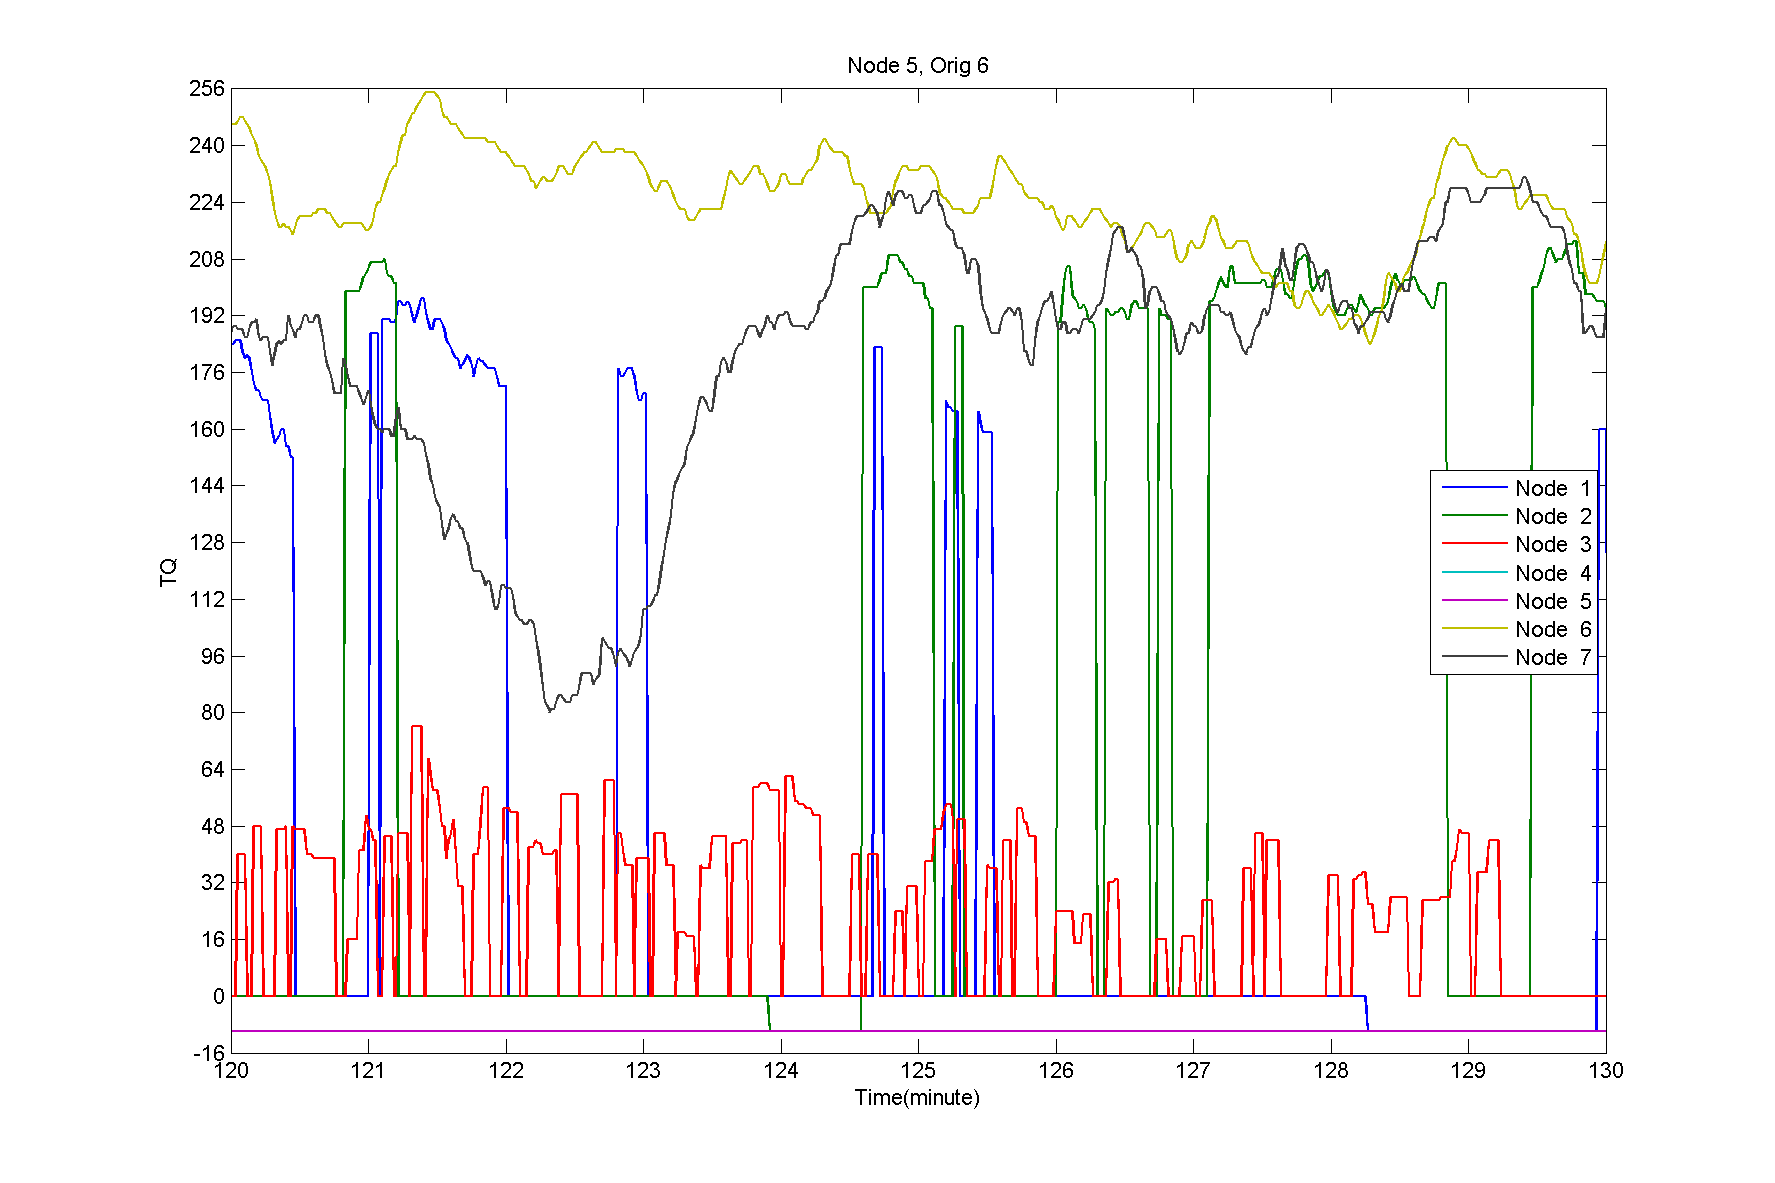 Node 5, Orig 6
256
240
224
208
192
176
160
144
128
112
96
80
64
48
32
16
0
-16
TQ
Node 1
Node 2
Node 3
Node 4
Node 5
Node 6
Node 7
120 121 122 123 124 125 126 127 128 129 130
Time(minute)